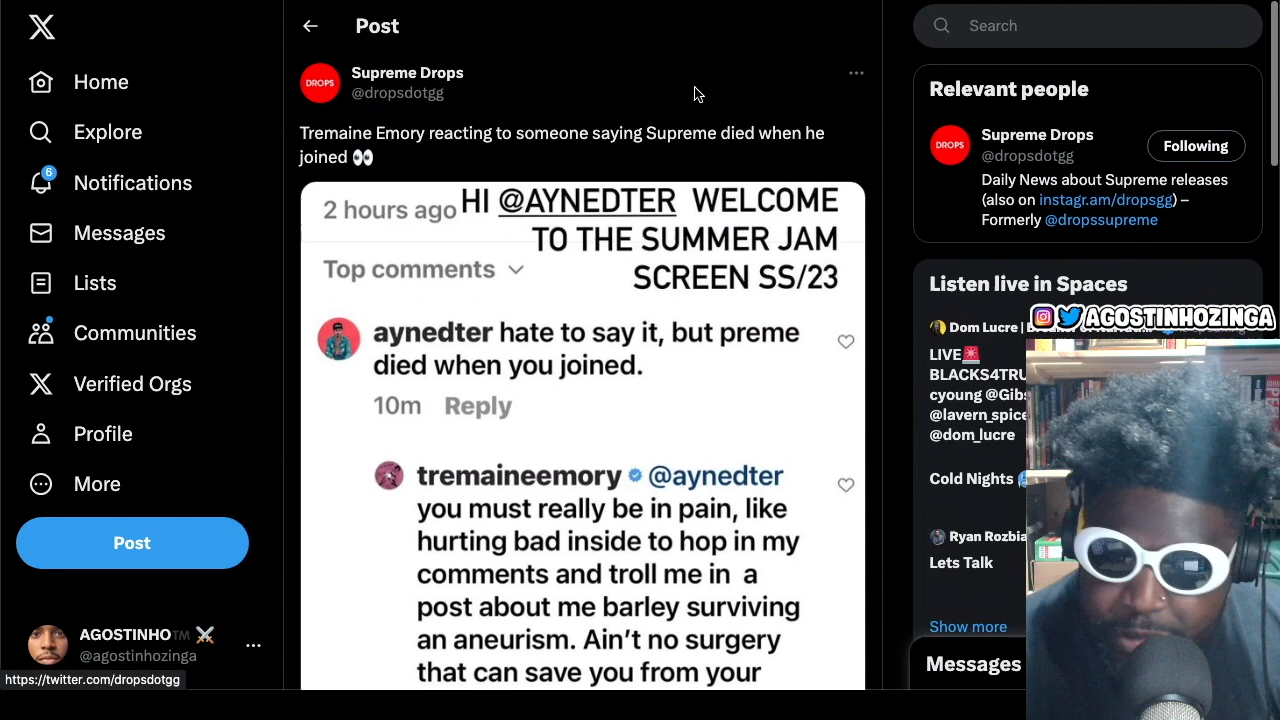 Home
Explore
6
Notifications
Messages
Lists
Communities
Verified Orgs
Profile
More
Post
AGOSTINHO™
@agostinhozinga
https://twitter.com/dropsdotgg
Post
DROPS
Supreme Drops
@dropsdotgg
Tremaine Emory reacting to someone saying Supreme died when he
joined 👀
2 hours ago
HI @AYNEDTER WELCOME
TO THE SUMMER JAM
SCREEN SS/23
Top comments
aynedter hate to say it, but preme
died when you joined.
10m Reply
tremaineemory @aynedter
you must really be in pain, like
hurting bad inside to hop in my
comments and troll me in a
post about me barley surviving
an aneurism. Ain't no surgery
that can save you from your
Search
Relevant people
DROPS
Supreme Drops
@dropsdotgg
Following
Daily News about Supreme releases
(also on instagr.am/dropsgg) –
Formerly @dropssupreme
Listen live in Spaces
Dom Lucre |
AGOSTINHOZINGA
LIVE🚨
BLACKS4TRU
cyoung @Gib
@lavern_spice
@dom_lucre
Cold Nights
Ryan Rozbia
Lets Talk
Show more
Messages